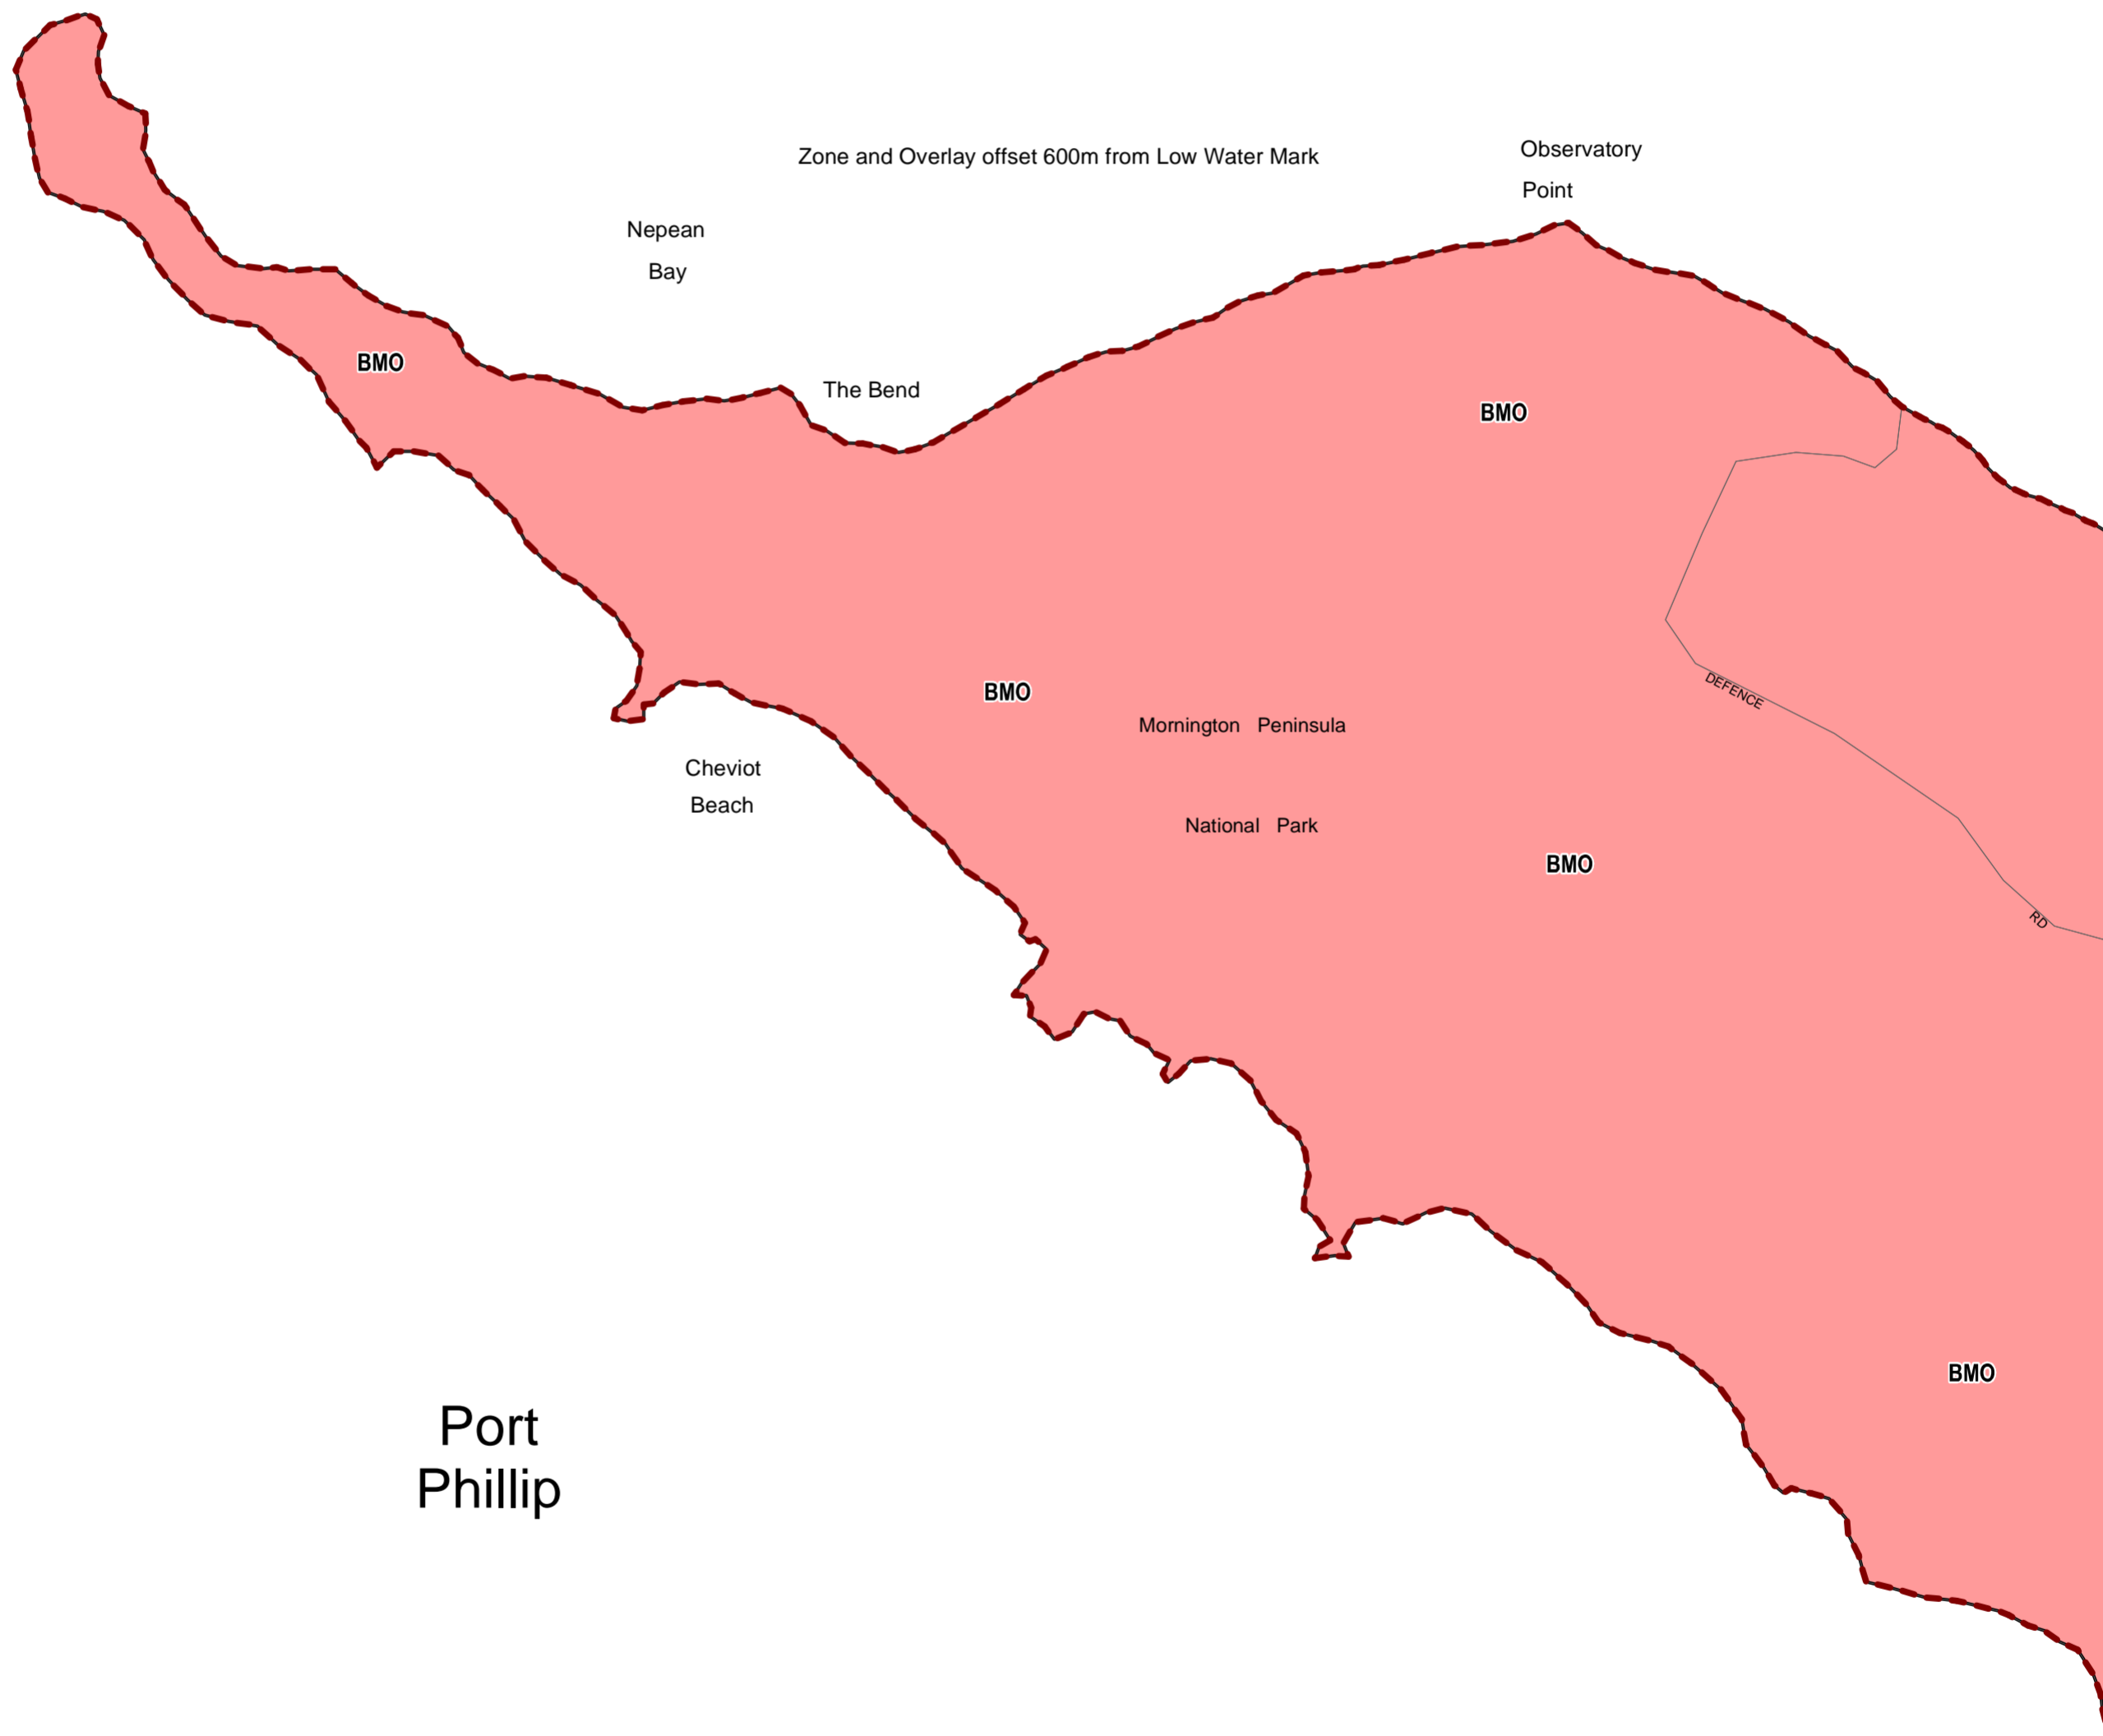 Observatory
Zone and Overlay offset 600m from Low Water Mark
Point
Nepean
Bay
BMO
The Bend
BMO
DEFENCE
BMO
Mornington Peninsula
Cheviot
Beach
National Park
BMO
RD
BMO
Port
Phillip